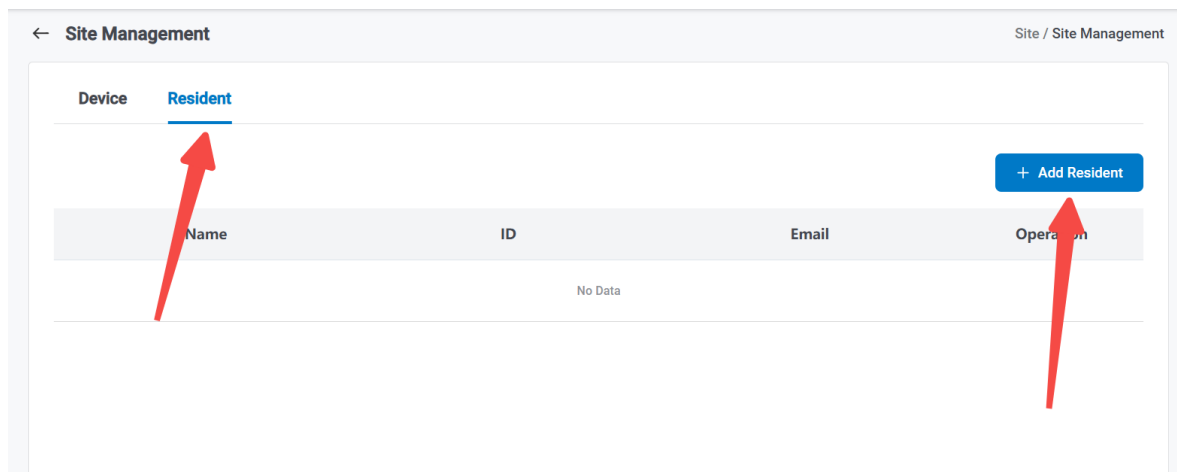 ← Site Management
Site / Site Management
Device Resident
+ Add Resident
Name ID Email Operation
No Data